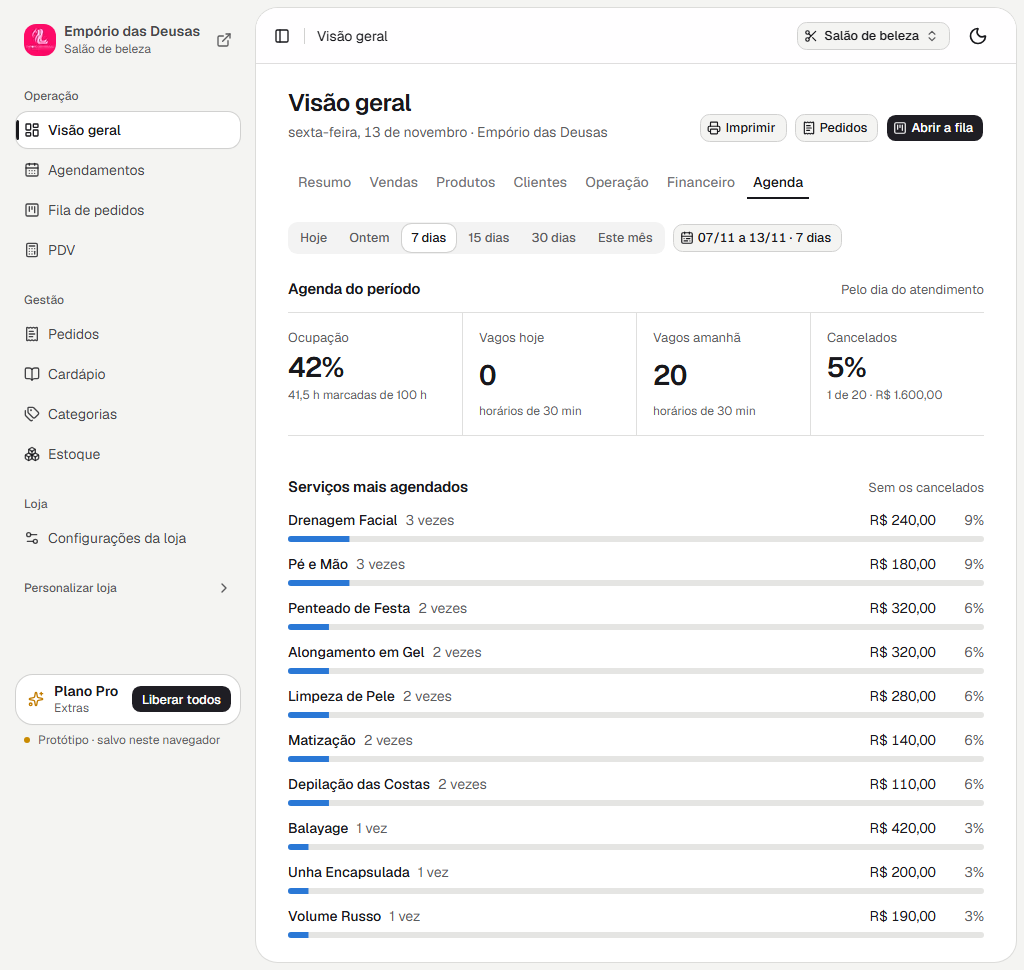 Empório das Deusas
Salão de beleza
Operação
Visão geral
Agendamentos
Fila de pedidos
PDV
Gestão
Pedidos
Cardápio
Categorias
Estoque
Loja
Configurações da loja
Personalizar loja
Plano Pro
Extras
Liberar todos
Protótipo · salvo neste navegador
Visão geral
Salão de beleza
Visão geral
sexta-feira, 13 de novembro · Empório das Deusas
Imprimir Pedidos Abrir a fila
Resumo Vendas Produtos Clientes Operação Financeiro Agenda
Hoje Ontem 7 dias 15 dias 30 dias Este mês 07/11 a 13/11 · 7 dias
Agenda do período Pelo dia do atendimento
Ocupação
42%
41,5 h marcadas de 100 h
Vagos hoje
0
horários de 30 min
Vagos amanhã
20
horários de 30 min
Cancelados
5%
1 de 20 · R$ 1.600,00
Serviços mais agendados Sem os cancelados
Drenagem Facial 3 vezes R$ 240,00 9%
Pé e Mão 3 vezes R$ 180,00 9%
Penteado de Festa 2 vezes R$ 320,00 6%
Alongamento em Gel 2 vezes R$ 320,00 6%
Limpeza de Pele 2 vezes R$ 280,00 6%
Matização 2 vezes R$ 140,00 6%
Depilação das Costas 2 vezes R$ 110,00 6%
Balayage 1 vez R$ 420,00 3%
Unha Encapsulada 1 vez R$ 200,00 3%
Volume Russo 1 vez R$ 190,00 3%